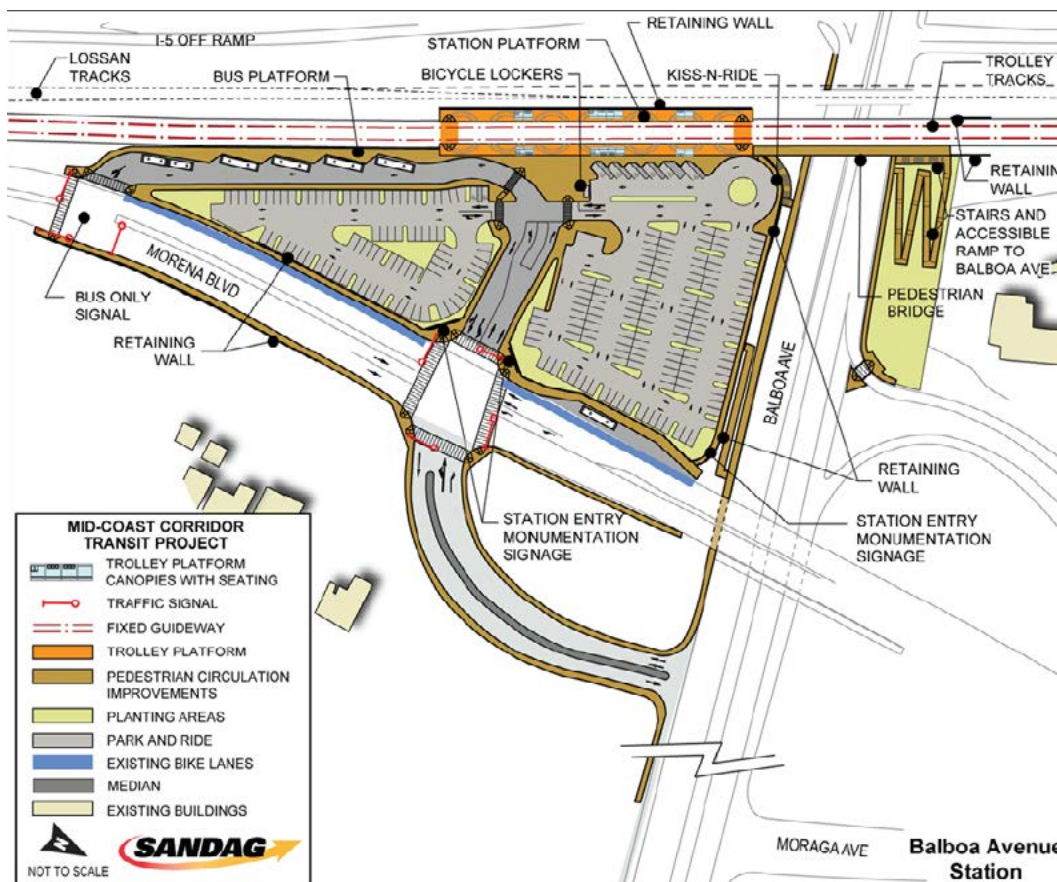 I-5 OFF RAMP
RETAINING WALL
LOSSAN
TRACKS
STATION PLATFORM
BUS PLATFORM
BICYCLE LOCKERS
KISS-N-RIDE
TROLLEY
TRACKS
RETAINING
WALL
STAIRS AND
ACCESSIBLE
RAMP TO
BALBOA AVE
PEDESTRIAN
BRIDGE
MORENA BLVD
BUS ONLY
SIGNAL
RETAINING
WALL
BALBOA AVE
RETAINING
WALL
STATION ENTRY
MONUMENTATION
SIGNAGE
STATION ENTRY
MONUMENTATION
SIGNAGE
MID-COAST CORRIDOR
TRANSIT PROJECT
TROLLEY PLATFORM
CANOPIES WITH SEATING
TRAFFIC SIGNAL
FIXED GUIDEWAY
TROLLEY PLATFORM
PEDESTRIAN CIRCULATION
IMPROVEMENTS
PLANTING AREAS
PARK AND RIDE
EXISTING BIKE LANES
MEDIAN
EXISTING BUILDINGS
N
SANDAG
NOT TO SCALE
MORAGA AVE
Balboa Avenue
Station